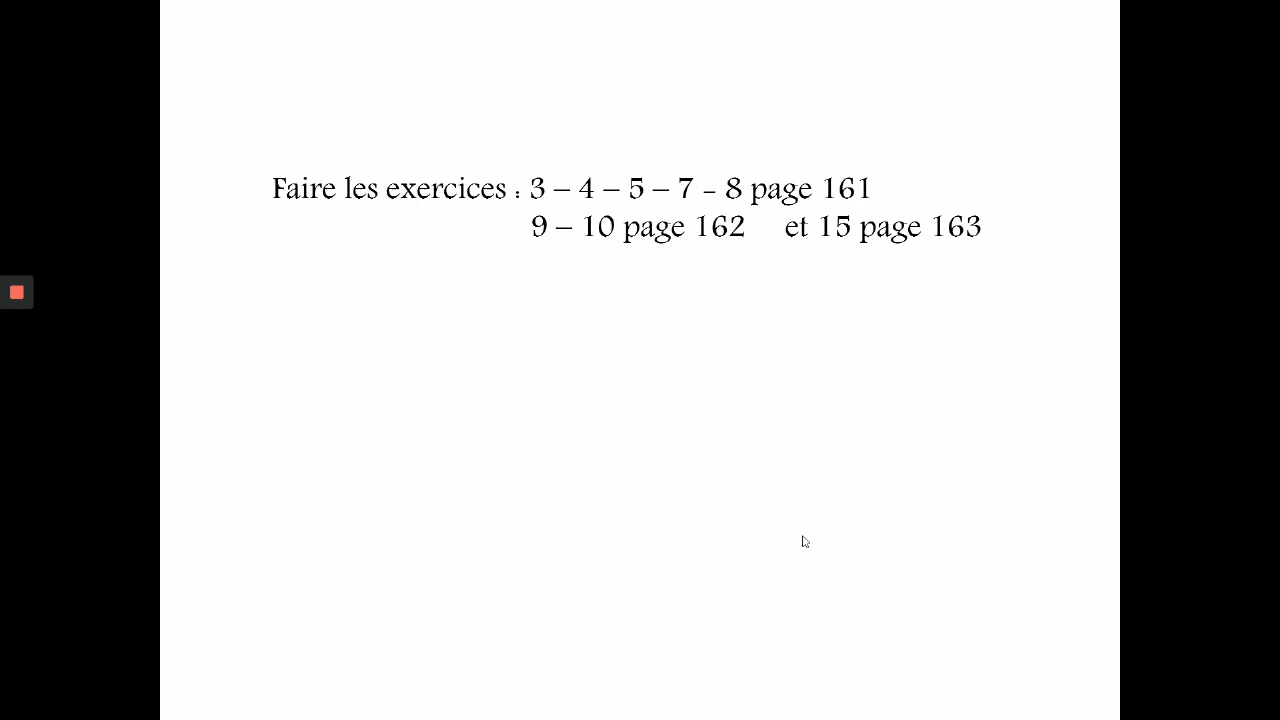 Faire les exercices : 3 – 4 – 5 – 7 – 8 page 161
9 – 10 page 162 et 15 page 163